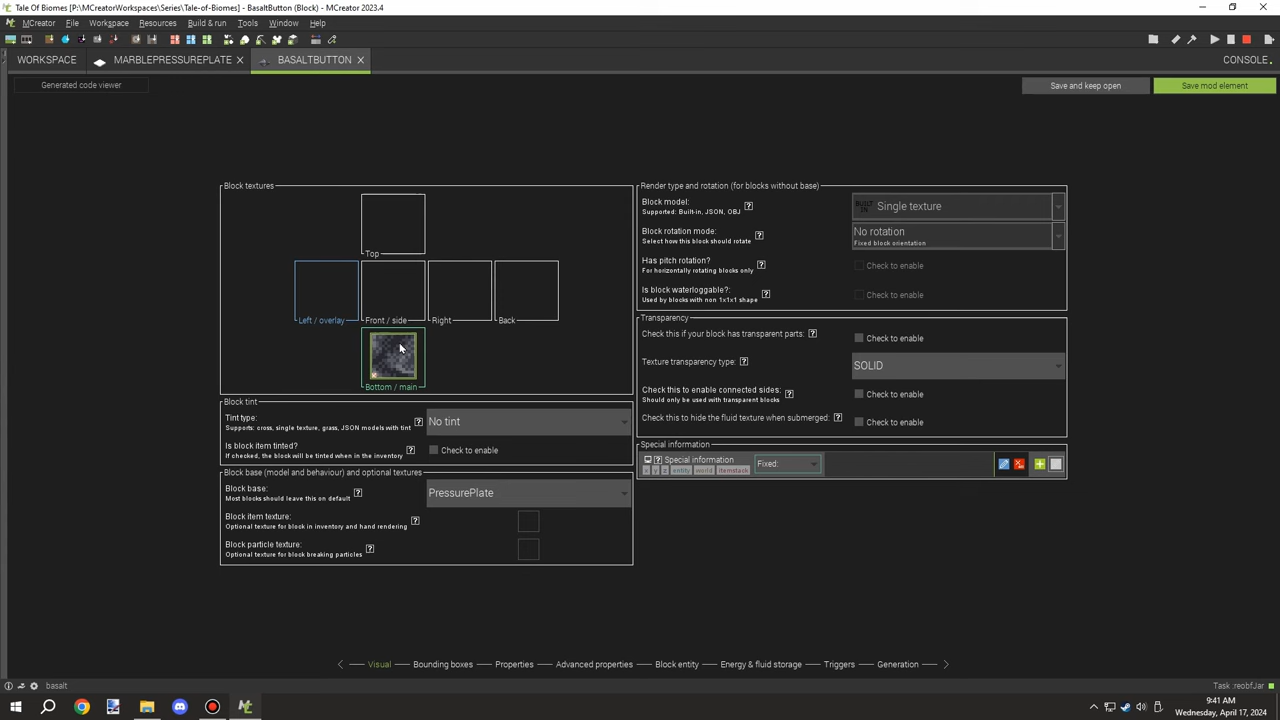 Tale Of Biomes [P:\MCreatorWorkspaces\Series\Tale-of-Biomes] - BasaltButton (Block) - MCreator 2023.4
MCreator File Workspace Resources Build & run Tools Window Help
WORKSPACE MARBLEPRESSUREPLATE BASALTBUTTON CONSOLE
Generated code viewer Save and keep open Save mod element
Block textures
Top
Left / overlay Front / side Right Back
Bottom / main
Block tint
Tint type: ?
Supports: cross, single texture, grass, JSON models with tint
No tint
Is block item tinted? ?
If checked, the block will be tinted when in the inventory
Check to enable
Block base (model and behaviour) and optional textures
Block base: ?
Most blocks should leave this on default
PressurePlate
Block item texture: ?
Optional texture for block in inventory and hand rendering
Block particle texture: ?
Optional texture for block breaking particles
Render type and rotation (for blocks without base)
Block model: ?
Supported: Built-in, JSON, OBJ
BUILT IN Single texture
Block rotation mode: ?
Select how this block should rotate
No rotation
Fixed block orientation
Has pitch rotation? ?
For horizontally rotating blocks only
Check to enable
Is block waterloggable?: ?
Used by blocks with non 1x1x1 shape
Check to enable
Transparency
Check this if your block has transparent parts: ? Check to enable
Texture transparency type: ? SOLID
Check this to enable connected sides: ?
Should only be used with transparent blocks
Check to enable
Check this to hide the fluid texture when submerged: ? Check to enable
Special information
? Special information
x y z entity world itemstack
Fixed:
Visual Bounding boxes Properties Advanced properties Block entity Energy & fluid storage Triggers Generation
basalt Task :reobfJar
9:41 AM
Wednesday, April 17, 2024